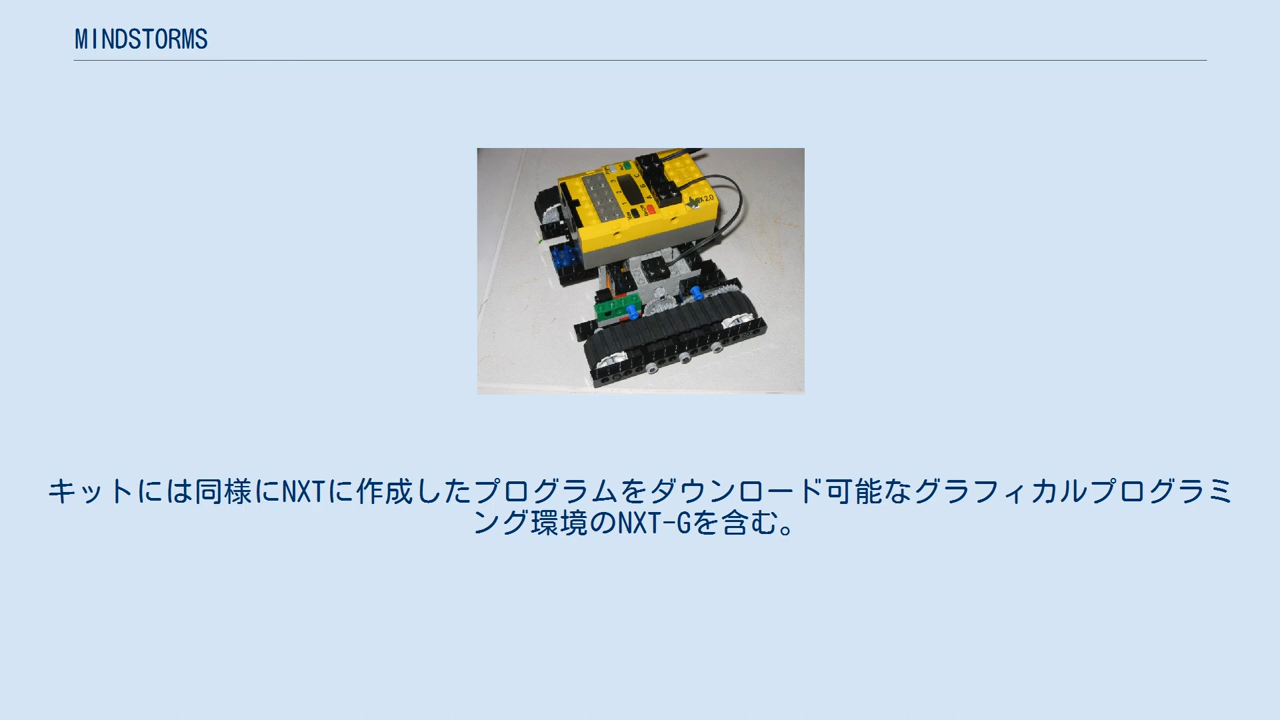 MINDSTORMS
キットには同様にNXTに作成したプログラムをダウンロード可能なグラフィカルプログラミ
ング環境のNXT-Gを含む。